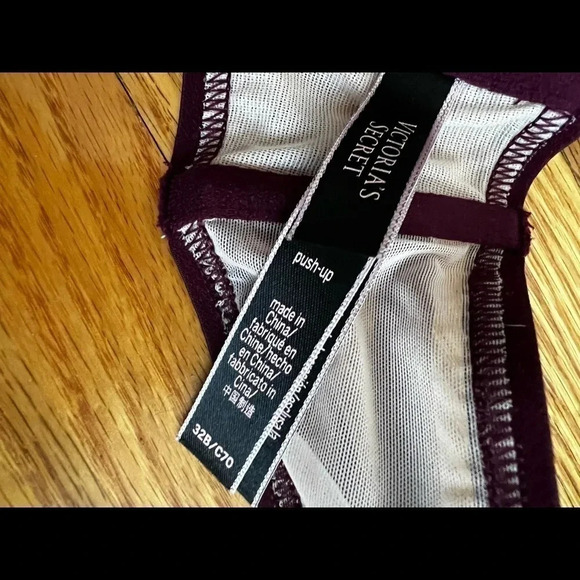 VICTORIA'S
SECRET
push-up
made in
China/
fabriqué en
Chine/hecho
en China/
fabbricato in
Cina/
中国制造
32B/C70